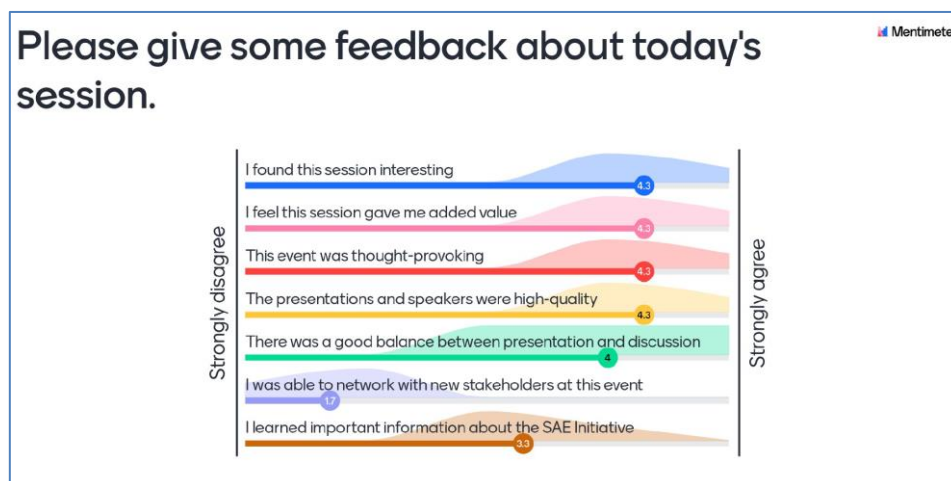 Please give some feedback about today's
session.
Mentimete
Strongly disagree
I found this session interesting
4.3
I feel this session gave me added value
4.3
This event was thought-provoking
4.3
The presentations and speakers were high-quality
4.3
There was a good balance between presentation and discussion
4
I was able to network with new stakeholders at this event
1.7
I learned important information about the SAE Initiative
3.3
Strongly agree